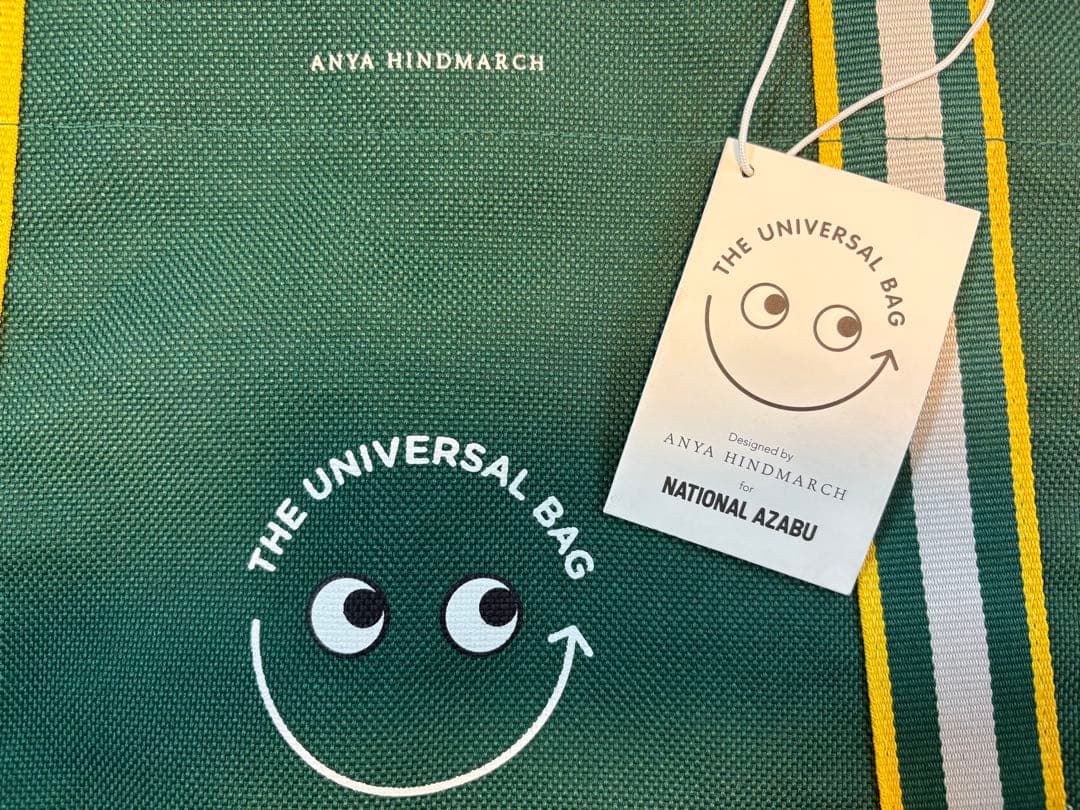 ANYA HINDMARCH
THE UNIVERSAL BAG
THE UNIVERSAL BAG
Designed by
ANYA HINDMARCH
for
NATIONAL AZABU